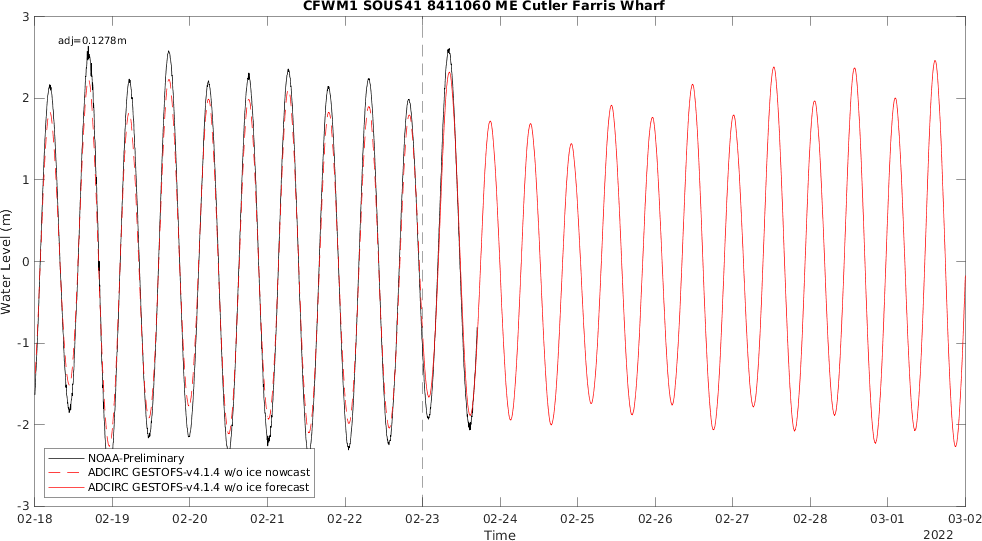 CFWM1 SOUS41 8411060 ME Cutler Farris Wharf
adj=0.1278m
3
2
1
0
-1
-2
-3
Water Level (m)
NOAA-Preliminary
ADCIRC GESTOFS-v4.1.4 w/o ice nowcast
ADCIRC GESTOFS-v4.1.4 w/o ice forecast
02-18 02-19 02-20 02-21 02-22 02-23 02-24 02-25 02-26 02-27 02-28 03-01 03-02
Time
2022